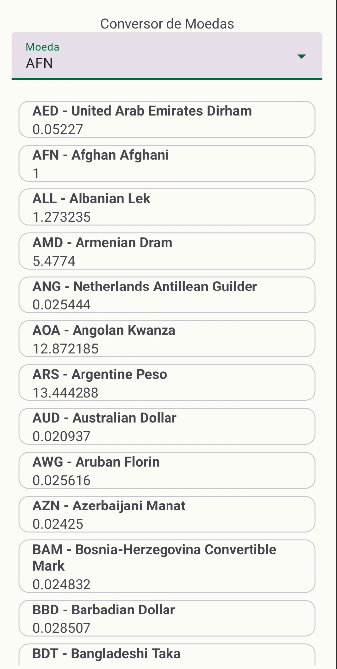 Conversor de Moedas
Moeda
AFN
AED - United Arab Emirates Dirham
0.05227
AFN - Afghan Afghani
1
ALL - Albanian Lek
1.273235
AMD - Armenian Dram
5.4774
ANG - Netherlands Antillean Guilder
0.025444
AOA - Angolan Kwanza
12.872185
ARS - Argentine Peso
13.444288
AUD - Australian Dollar
0.020937
AWG - Aruban Florin
0.025616
AZN - Azerbaijani Manat
0.02425
BAM - Bosnia-Herzegovina Convertible
Mark
0.024832
BBD - Barbadian Dollar
0.028507
BDT - Bangladeshi Taka